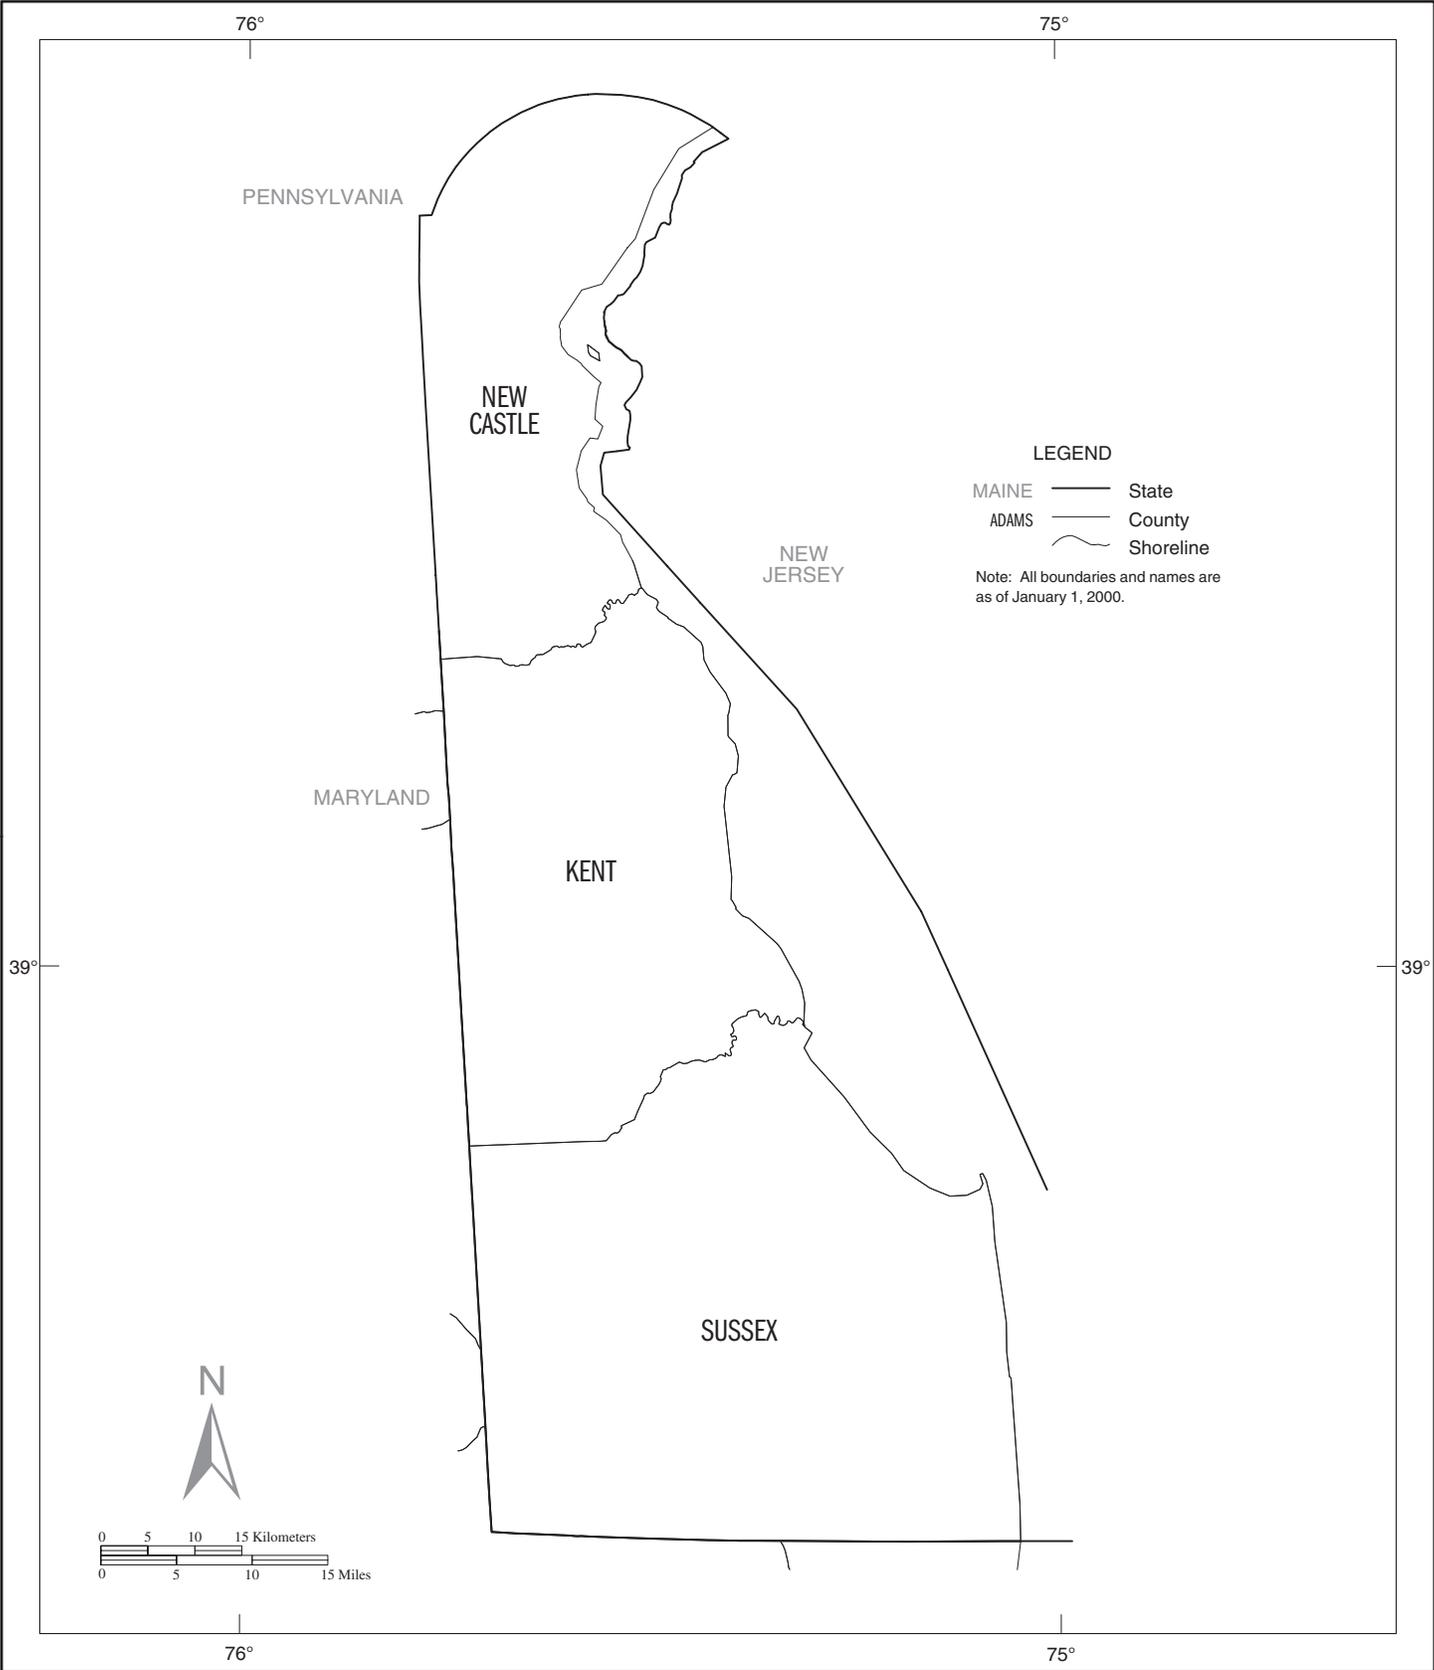 76° 75°
PENNSYLVANIA
NEW
CASTLE
LEGEND
MAINE State
ADAMS County
Shoreline
Note: All boundaries and names are
as of January 1, 2000.
NEW
JERSEY
MARYLAND
KENT
39° 39°
SUSSEX
N
0 5 10 15 Kilometers
0 5 10 15 Miles
76° 75°